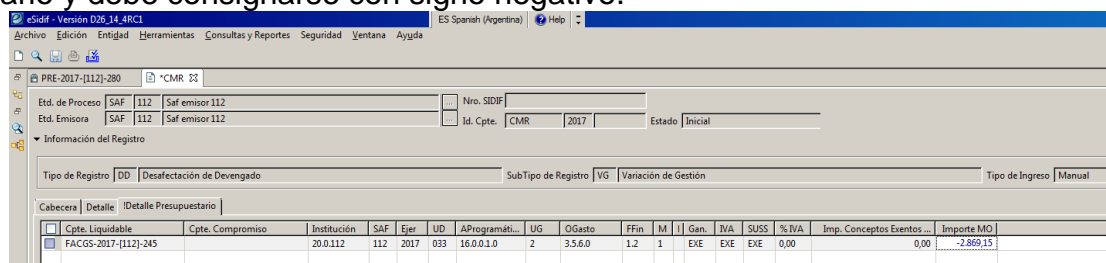 ano y debe consignarse con signo negativo.
eSidif - Versión D26_14_4RC1 ES Spanish (Argentina) Help
Archivo Edición Entigad Herramientas Consultas y Reportes Seguridad Ventana Ayuda
PRE-2017-[112]-280 *CMR
Etd. de Proceso SAF 112 Saf emisor 112 ... Nro. SIDIF
Etd. Emisora SAF 112 Saf emisor 112 ... Id. Cpte. CMR 2017 Estado Inicial
Información del Registro
Tipo de Registro DD Desafectación de Devengado SubTipo de Registro VG Variación de Gestión Tipo de Ingreso Manual
Cabecera Detalle !Detalle Presupuestario
Cpte. Liquidable Cpte. Compromiso Institución SAF Ejer UD AProgramáti... UG OGasto FFin M I Gan. IVA SUSS % IVA Imp. Conceptos Exentos ... Importe MO
FACGS-2017-[112]-245 20.0.112 112 2017 033 16.0.0.1.0 2 3.5.6.0 1.2 1 EXE EXE EXE 0,00 0,00 -2.869,15